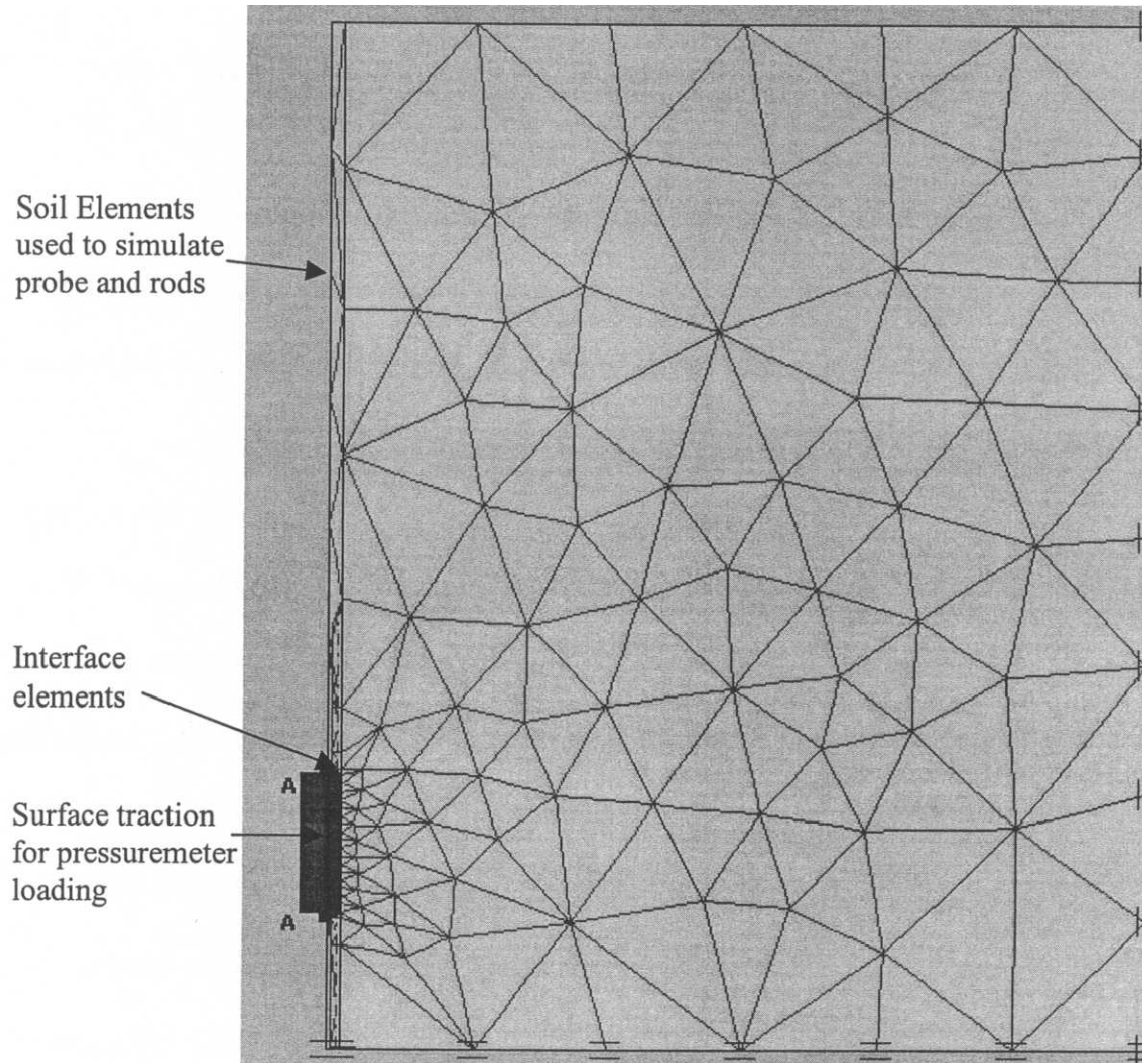 Soil Elements
used to simulate
probe and rods
Interface
elements
A
Surface traction
for pressuremeter
loading
A